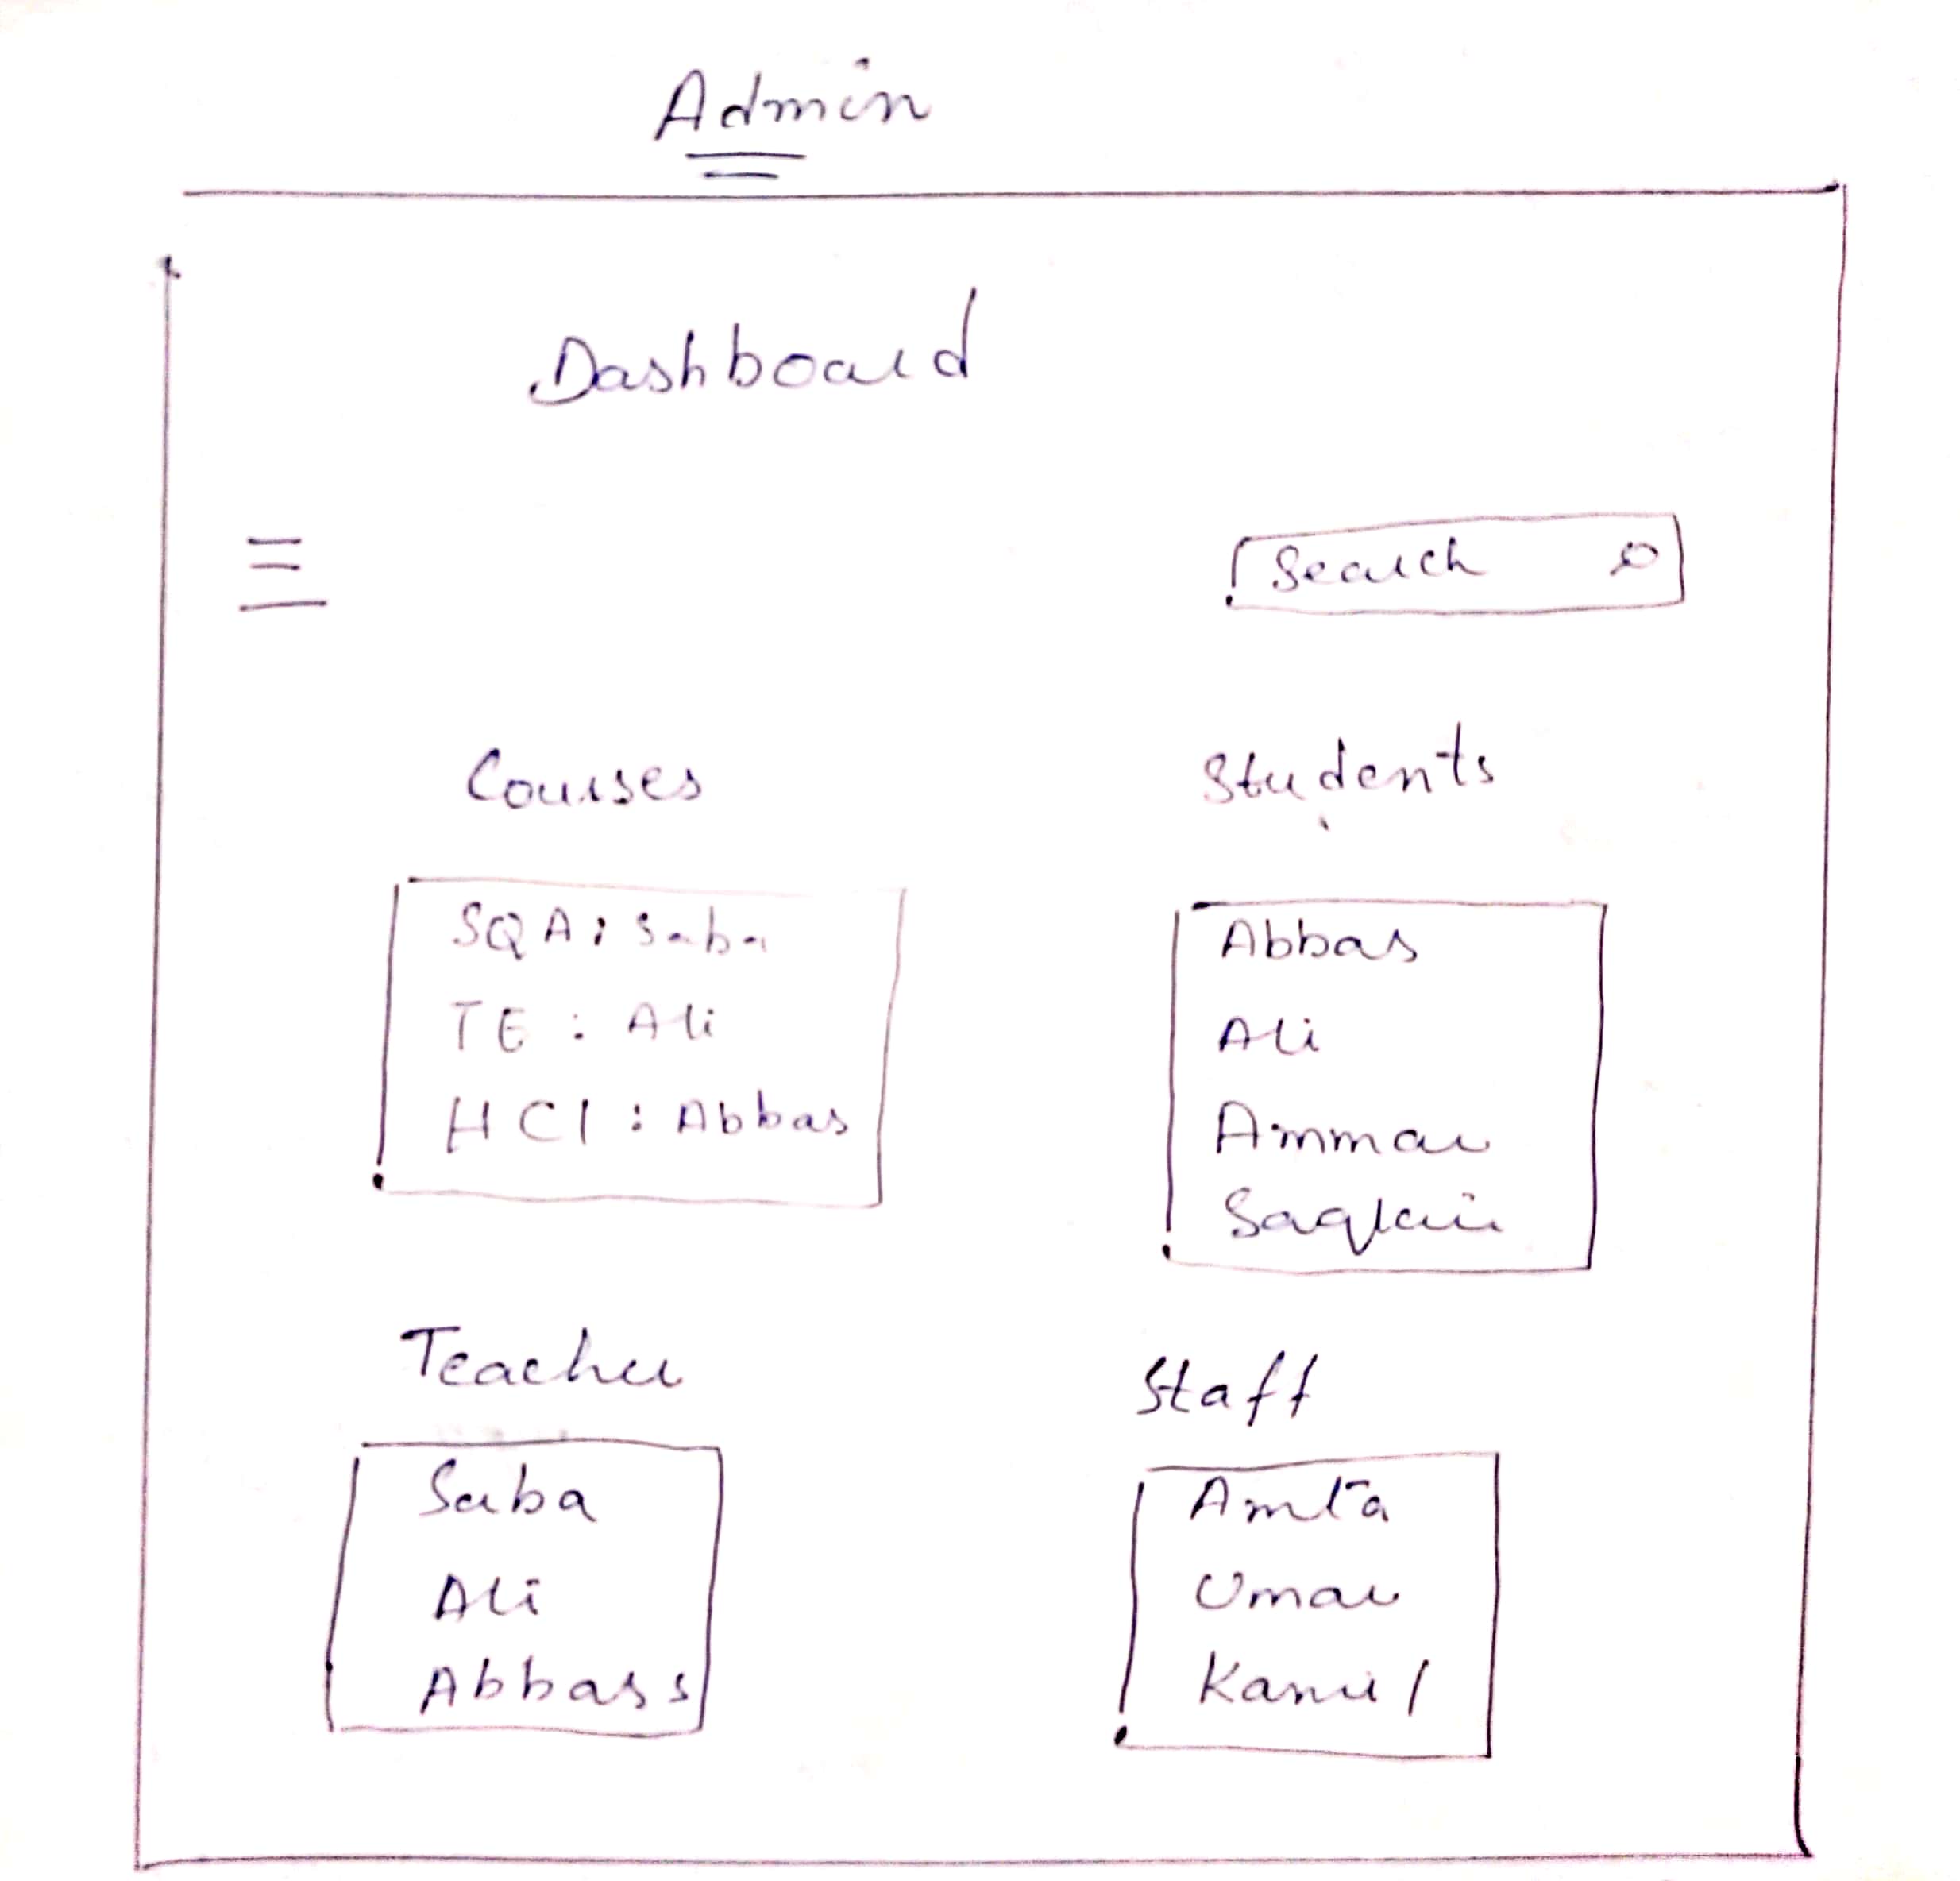 Admin
Dashboard
Search
Courses
Students
SQA: Saba
TE : Ali
HCI : Abbas
Abbas
Ali
Ammar
Saqlain
Teacher
Staff
Saba
Ali
Abbass
Umar
Kamil